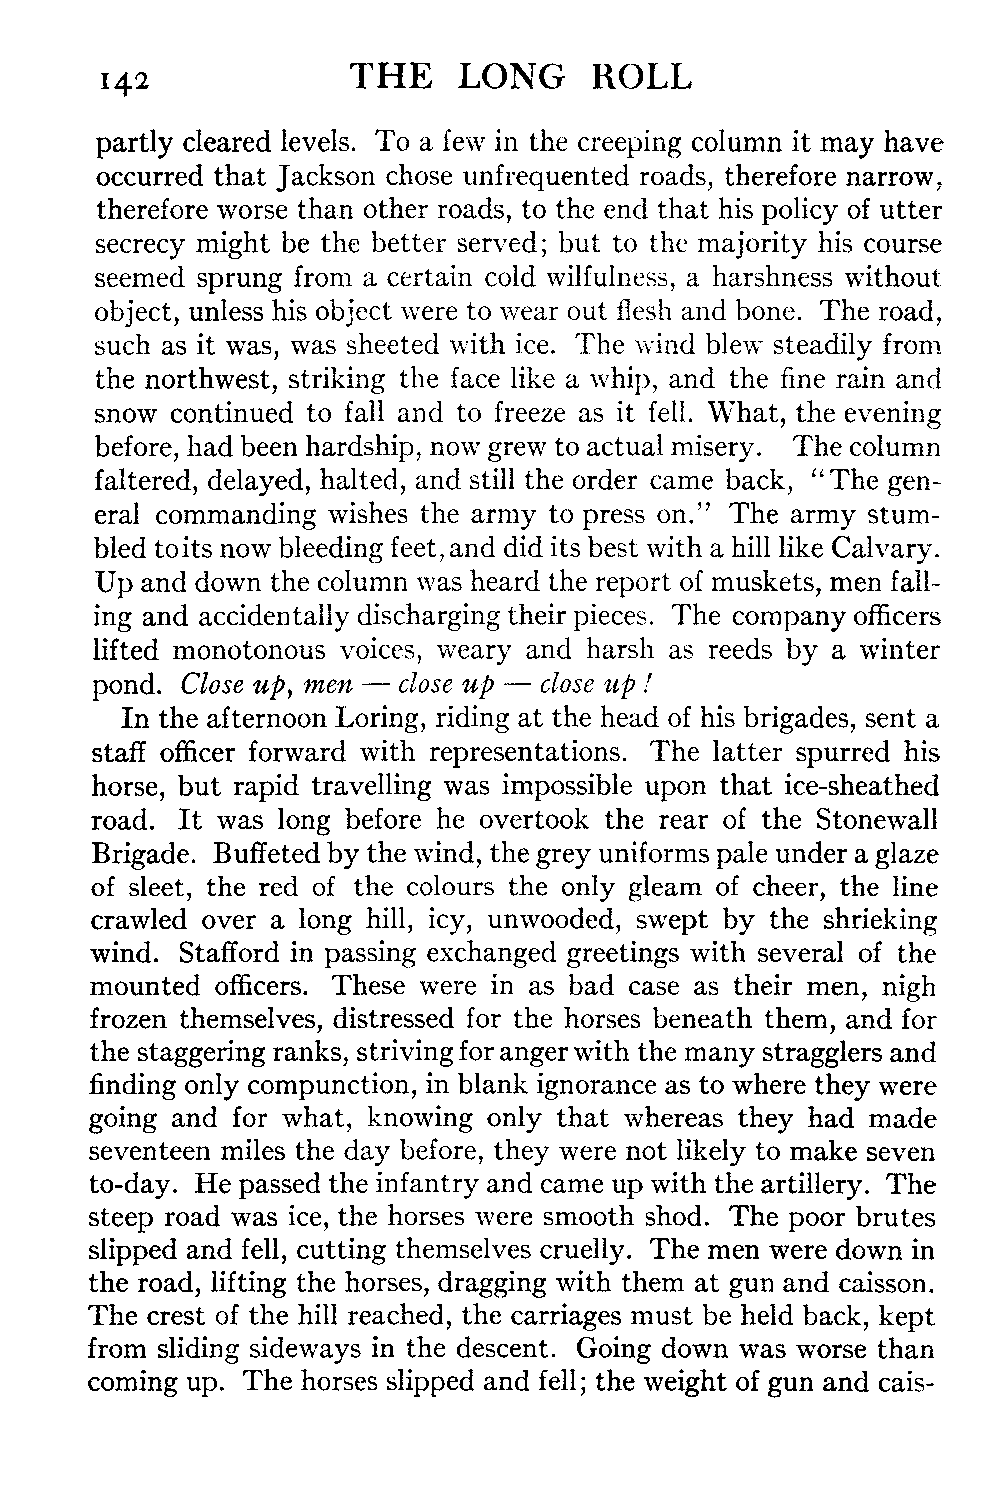 142 THE LONG ROLL
partly cleared levels. To a few in the creeping column it may have
occurred that Jackson chose unfrequented roads, therefore narrow,
therefore worse than other roads, to the end that his policy of utter
secrecy might be the better served; but to the majority his course
seemed sprung from a certain cold wilfulness, a harshness without
object, unless his object were to wear out flesh and bone. The road,
such as it was, was sheeted with ice. The wind blew steadily from
the northwest, striking the face like a whip, and the fine rain and
snow continued to fall and to freeze as it fell. What, the evening
before, had been hardship, now grew to actual misery. The column
faltered, delayed, halted, and still the order came back, "The gen-
eral commanding wishes the army to press on." The army stum-
bled to its now bleeding feet, and did its best with a hill like Calvary.
Up and down the column was heard the report of muskets, men fall-
ing and accidentally discharging their pieces. The company officers
lifted monotonous voices, weary and harsh as reeds by a winter
pond. Close up, men — close up — close up!
In the afternoon Loring, riding at the head of his brigades, sent a
staff officer forward with representations. The latter spurred his
horse, but rapid travelling was impossible upon that ice-sheathed
road. It was long before he overtook the rear of the Stonewall
Brigade. Buffeted by the wind, the grey uniforms pale under a glaze
of sleet, the red of the colours the only gleam of cheer, the line
crawled over a long hill, icy, unwooded, swept by the shrieking
wind. Stafford in passing exchanged greetings with several of the
mounted officers. These were in as bad case as their men, nigh
frozen themselves, distressed for the horses beneath them, and for
the staggering ranks, striving for anger with the many stragglers and
finding only compunction, in blank ignorance as to where they were
going and for what, knowing only that whereas they had made
seventeen miles the day before, they were not likely to make seven
to-day. He passed the infantry and came up with the artillery. The
steep road was ice, the horses were smooth shod. The poor brutes
slipped and fell, cutting themselves cruelly. The men were down in
the road, lifting the horses, dragging with them at gun and caisson.
The crest of the hill reached, the carriages must be held back, kept
from sliding sideways in the descent. Going down was worse than
coming up. The horses slipped and fell; the weight of gun and cais-